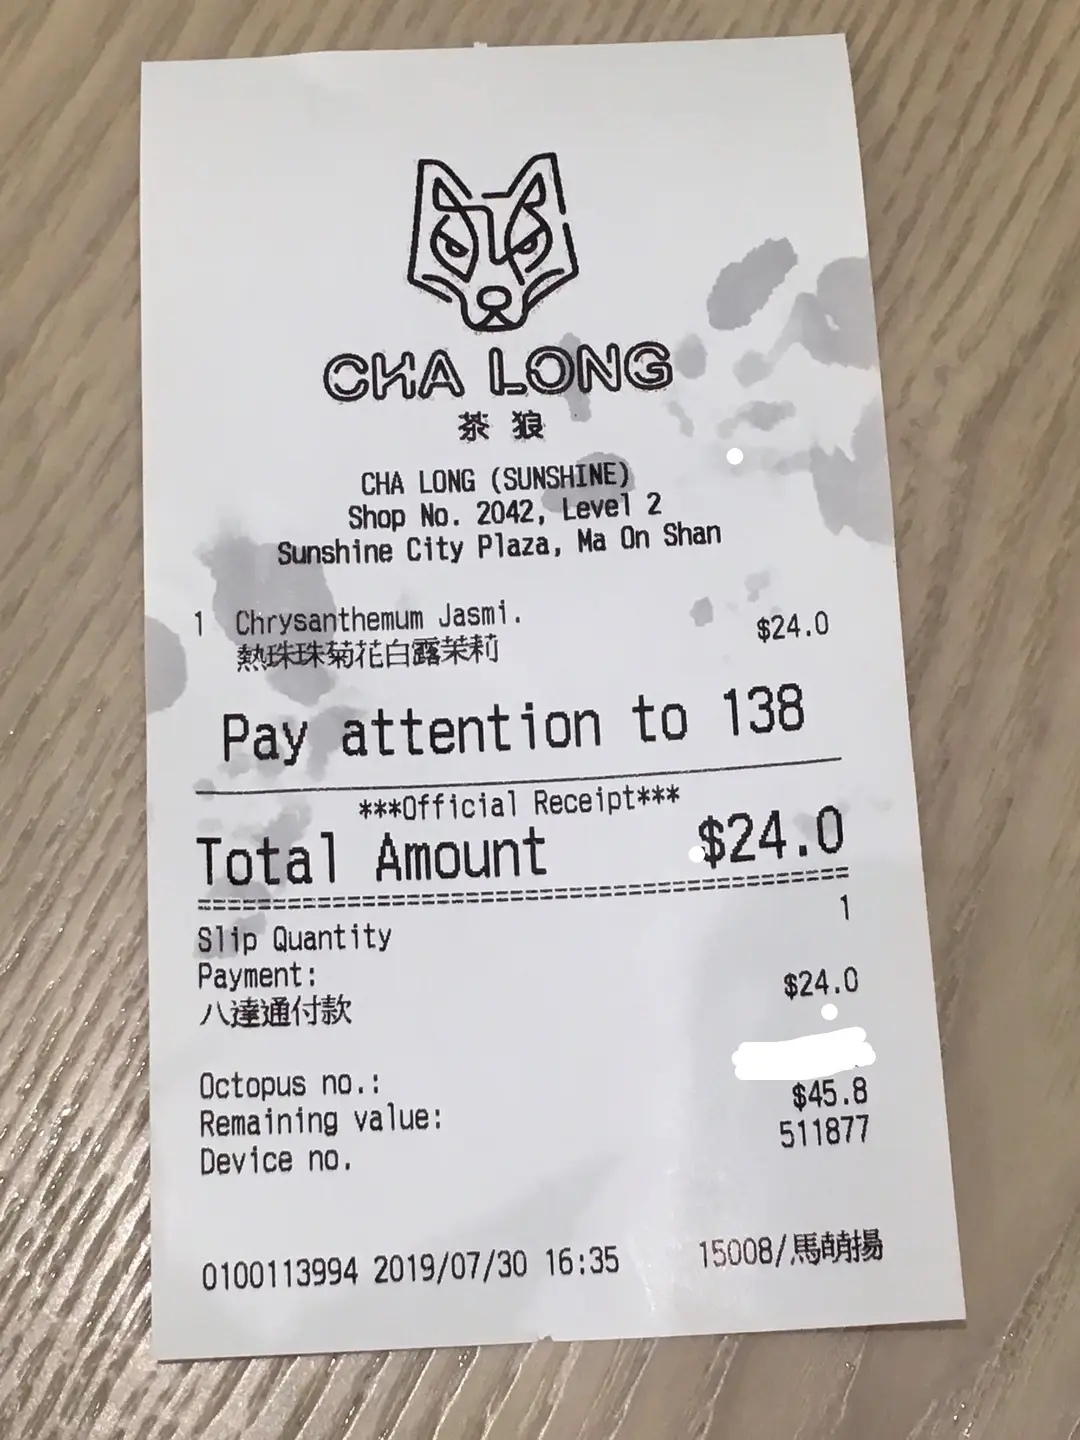 CHA LONG
茶狼
CHA LONG (SUNSHINE)
Shop No. 2042, Level 2
Sunshine City Plaza, Ma On Shan
1 Chrysanthemum Jasmi. $24.0
熱珠珠菊花白露茉莉
Pay attention to 138
***Official Receipt***
Total Amount $24.0
Slip Quantity 1
Payment:
八達通付款 $24.0
Octopus no.:
Remaining value: $45.8
Device no. 511877
0100113994 2019/07/30 16:35 15008/馬萌揚